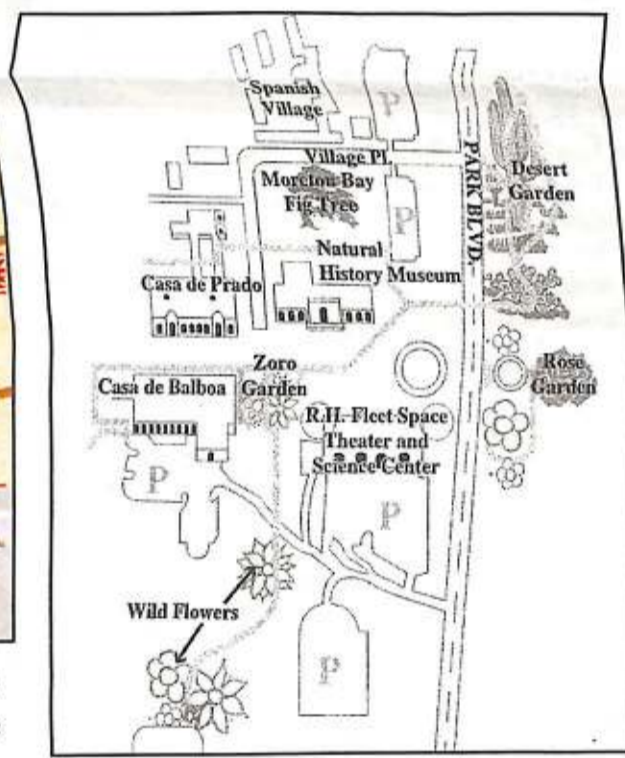 Spanish
Village
P
Village Pl.
PARK BLVD.
Desert
Garden
Moreton Bay
Fig Tree
P
Natural
History Museum
Casa de Prado
Zoro
Garden
Casa de Balboa
Rose
Garden
R.H. Fleet Space
Theater and
Science Center
P
P
Wild Flowers
P